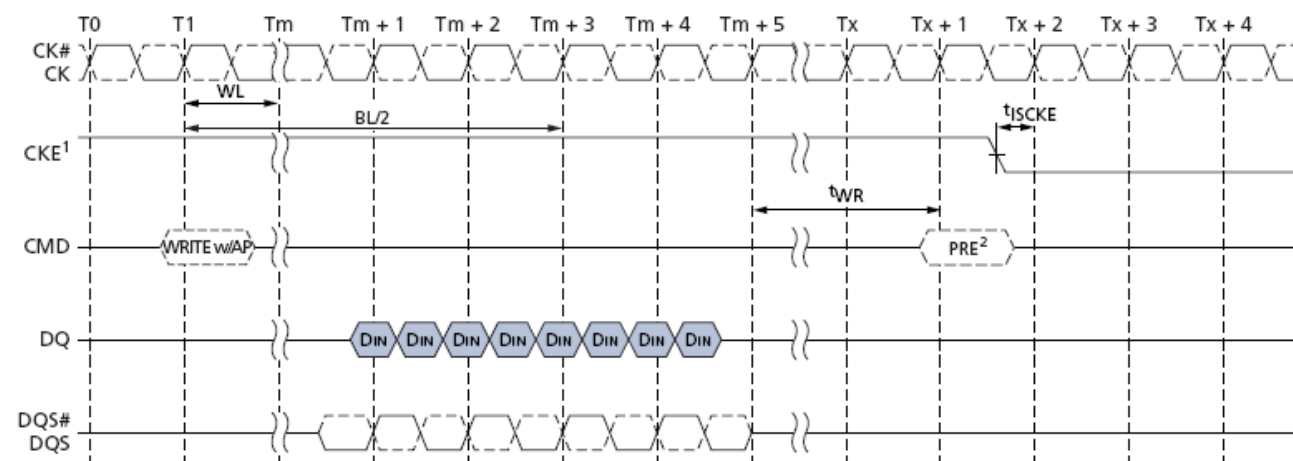 T0 T1 Tm Tm + 1 Tm + 2 Tm + 3 Tm + 4 Tm + 5 Tx Tx + 1 Tx + 2 Tx + 3 Tx + 4
CK#
CK
WL
BL/2
tISCKE
CKE1
tWR
CMD WRITE w/AP PRE2
DQ DIN DIN DIN DIN DIN DIN DIN DIN
DQS#
DQS